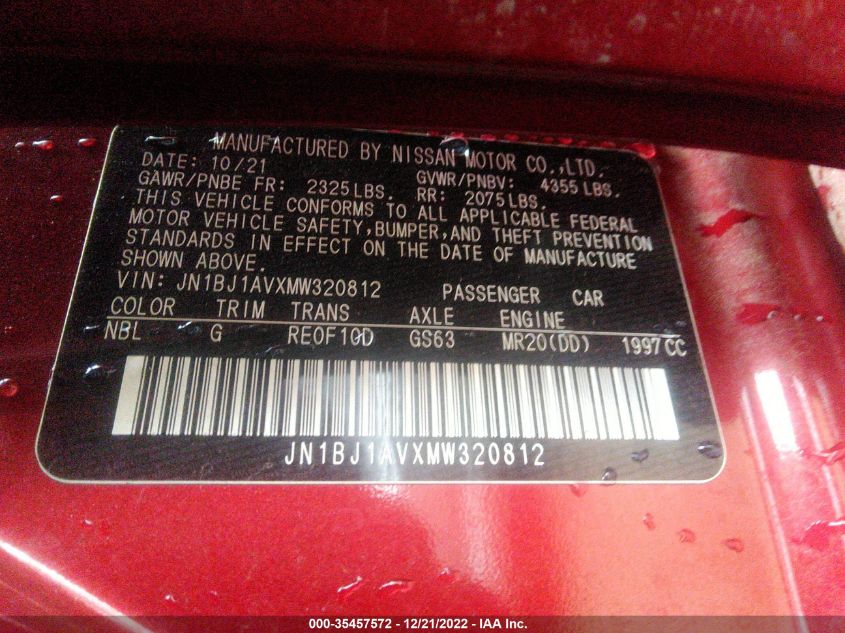 MANUFACTURED BY NISSAN MOTOR CO.,LTD.
DATE: 10/21 GVWR/PNBV: 4355 LBS.
GAWR/PNBE FR: 2325 LBS. RR: 2075 LBS.
THIS VEHICLE CONFORMS TO ALL APPLICABLE FEDERAL
MOTOR VEHICLE SAFETY, BUMPER, AND THEFT PREVENTION
STANDARDS IN EFFECT ON THE DATE OF MANUFACTURE
SHOWN ABOVE.
VIN: JN1BJ1AVXMW320812 PASSENGER CAR
COLOR TRIM TRANS AXLE ENGINE
NBL G RE0F10D GS63 MR20(DD) 1997 CC
JN1BJ1AVXMW320812
000-35457572 - 12/21/2022 - IAA Inc.